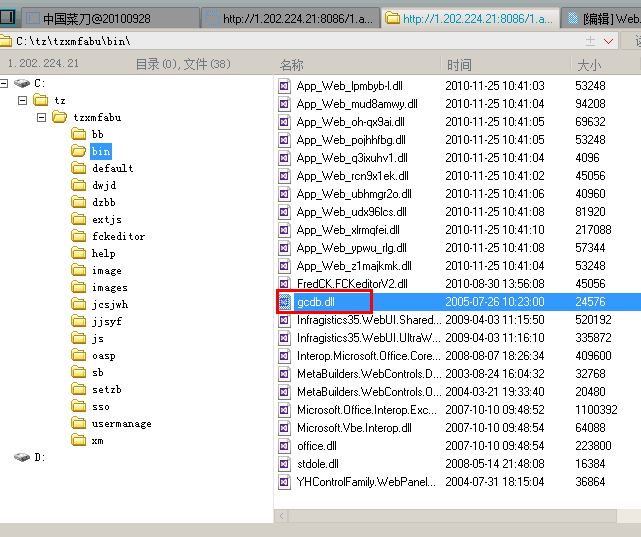 中国菜刀@20100928
http://1.202.224.21:8086/1.a...
http://1.202.224.21:8086/1.a...
[编辑] Web
C:\tz\tzxmfabu\bin\
1.202.224.21
目录(0),文件(38)
名称 时间 大小
C:
tz
tzxmfabu
bb
bin
default
dwjd
dzbb
extjs
fckeditor
help
image
images
jcsjwh
jjsyf
js
oasp
sb
setzb
sso
usermanage
xm
D:
App_Web_lpmbyb-l.dll 2010-11-25 10:41:03 53248
App_Web_mud8amwy.dll 2010-11-25 10:41:04 94208
App_Web_oh-qx9ai.dll 2010-11-25 10:41:05 69632
App_Web_pojhhfbg.dll 2010-11-25 10:41:05 53248
App_Web_q3ixuhv1.dll 2010-11-25 10:41:04 4096
App_Web_rcn9x1ek.dll 2010-11-25 10:41:02 45056
App_Web_ubhmgr2o.dll 2010-11-25 10:41:06 40960
App_Web_udx96lcs.dll 2010-11-25 10:41:08 81920
App_Web_xlrmqfei.dll 2010-11-25 10:41:10 217088
App_Web_ypwu_rlg.dll 2010-11-25 10:41:08 57344
App_Web_z1majkmk.dll 2010-11-25 10:41:04 53248
FredCK.FCKeditorV2.dll 2010-08-30 13:56:08 45056
gcdb.dll 2005-07-26 10:23:00 24576
Infragistics35.WebUI.Shared... 2009-04-03 11:15:50 520192
Infragistics35.WebUI.UltraW... 2009-04-03 11:16:10 335872
Interop.Microsoft.Office.Core... 2008-08-07 18:26:34 409600
MetaBuilders.WebControls.D... 2003-08-24 16:04:32 32768
MetaBuilders.WebControls.O... 2004-03-21 19:33:40 20480
Microsoft.Office.Interop.Exc... 2007-10-10 09:48:52 1100392
Microsoft.Vbe.Interop.dll 2007-10-10 09:48:54 64088
office.dll 2007-10-10 09:48:54 223800
stdole.dll 2008-05-14 21:48:08 16384
YHControlFamily.WebPanel... 2004-07-31 18:15:04 36864